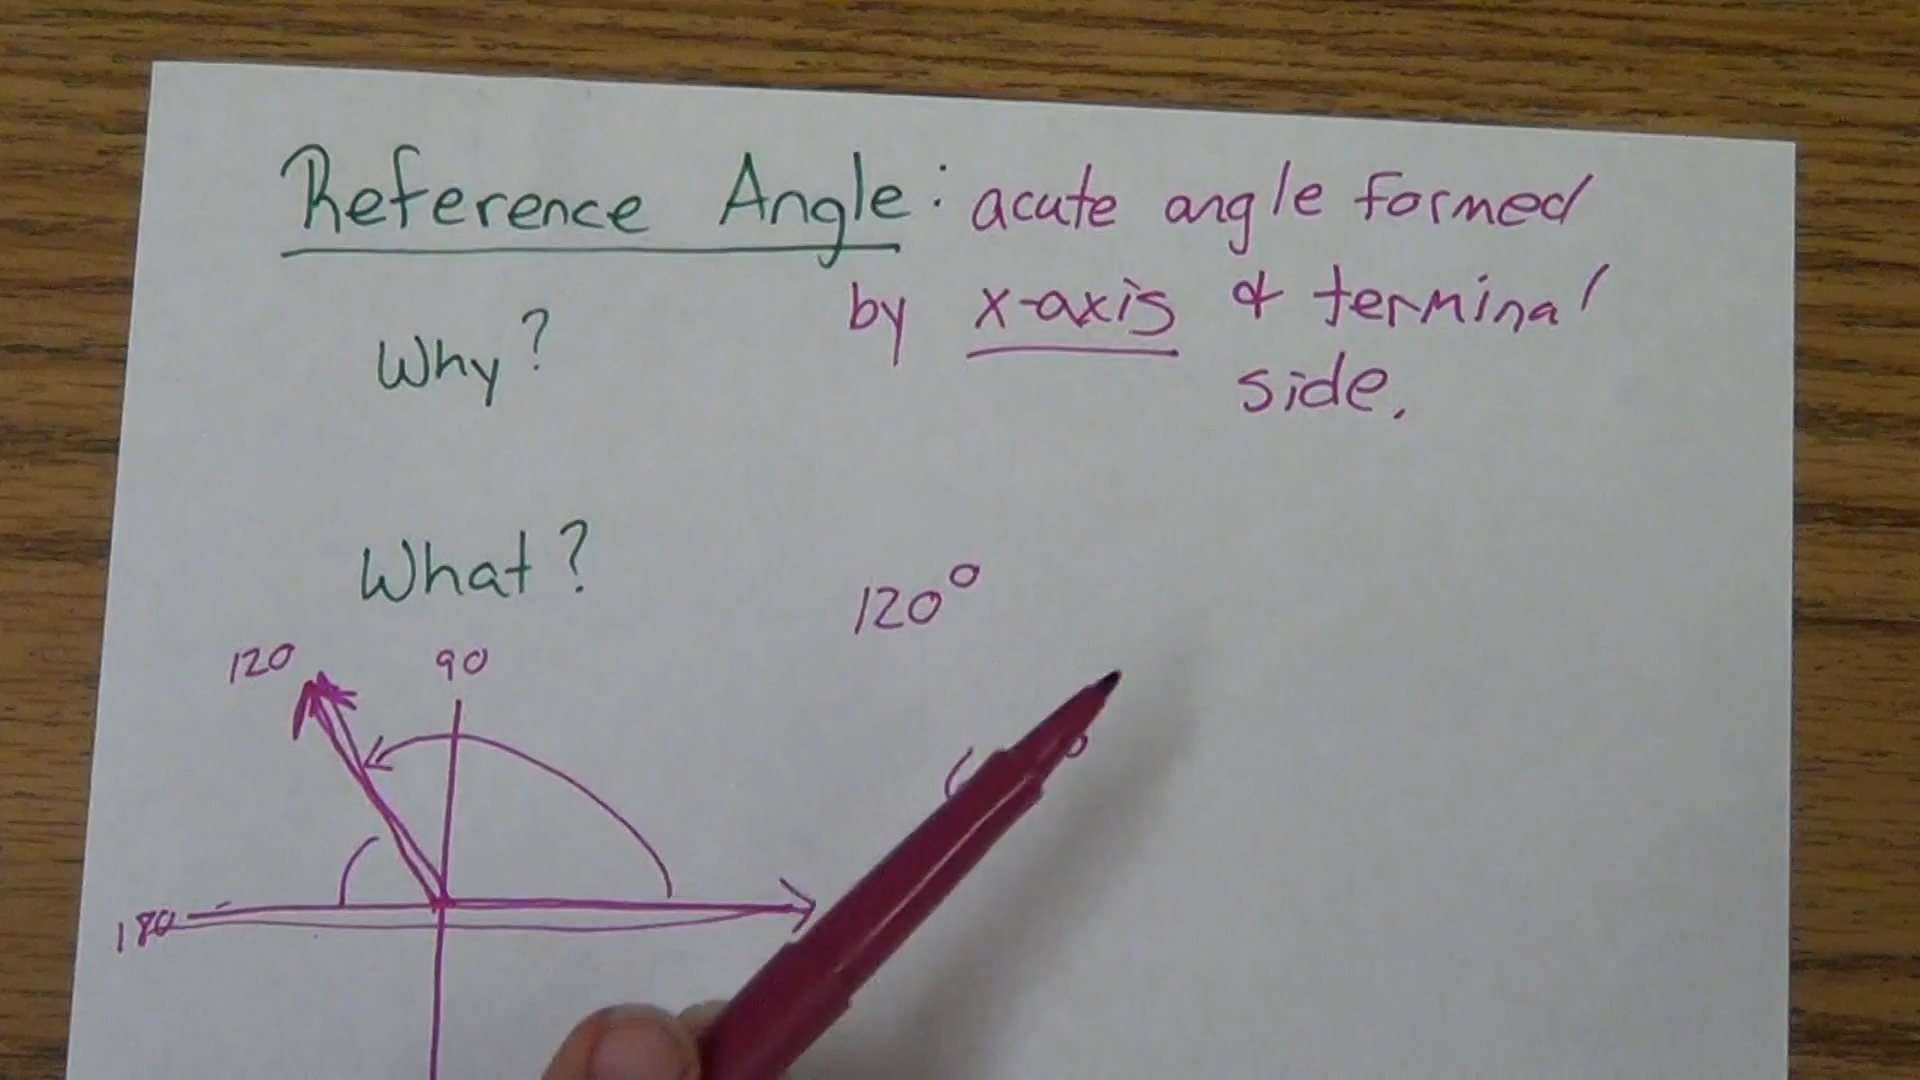 Reference Angle: acute angle formed
by x-axis & terminal
side.
Why?
What?
120°
120
90
180